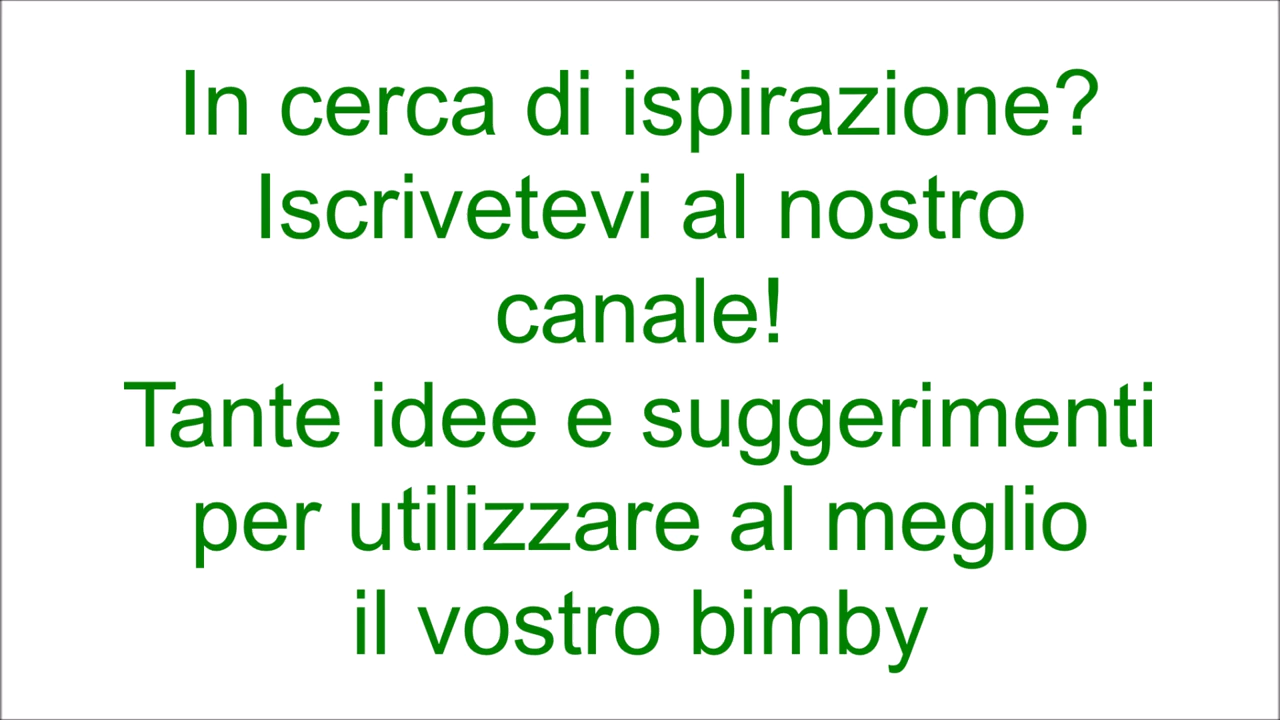 In cerca di ispirazione?
Iscrivetevi al nostro
canale!
Tante idee e suggerimenti
per utilizzare al meglio
il vostro bimby